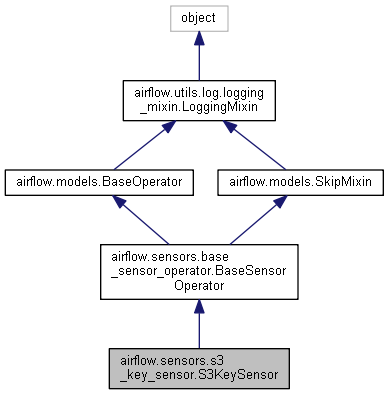 object
airflow.utils.log.logging
_mixin.LoggingMixin
airflow.models.BaseOperator
airflow.models.SkipMixin
airflow.sensors.base
_sensor_operator.BaseSensor
Operator
airflow.sensors.s3
_key_sensor.S3KeySensor